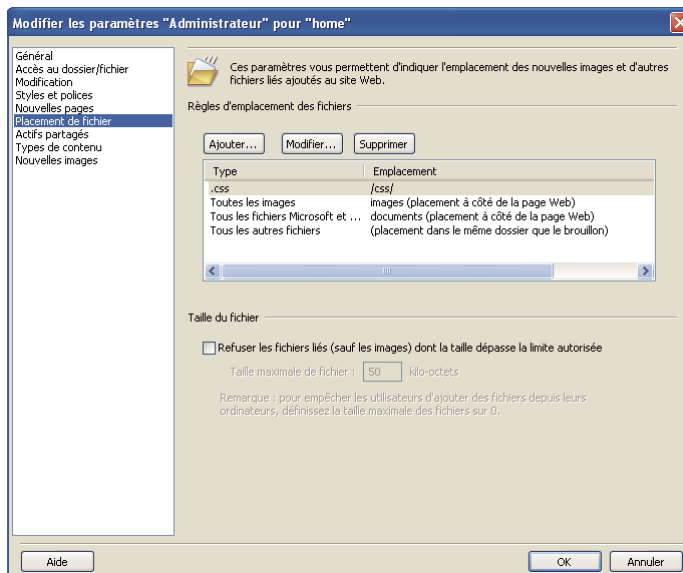 Modifier les paramètres "Administrateur" pour "home"
Général
Accès au dossier/fichier
Modification
Styles et polices
Nouvelles pages
Placement de fichier
Actifs partagés
Types de contenu
Nouvelles images
Ces paramètres vous permettent d'indiquer l'emplacement des nouvelles images et d'autres
fichiers liés ajoutés au site Web.
Règles d'emplacement des fichiers
Ajouter... Modifier... Supprimer
Type Emplacement
.css /css/
Toutes les images images (placement à côté de la page Web)
Tous les fichiers Microsoft et ... documents (placement à côté de la page Web)
Tous les autres fichiers (placement dans le même dossier que le brouillon)
Taille du fichier
Refuser les fichiers liés (sauf les images) dont la taille dépasse la limite autorisée
Taille maximale de fichier : 50 kilo-octets
Remarque : pour empêcher les utilisateurs d'ajouter des fichiers depuis leurs
ordinateurs, définissez la taille maximale des fichiers sur 0.
Aide OK Annuler